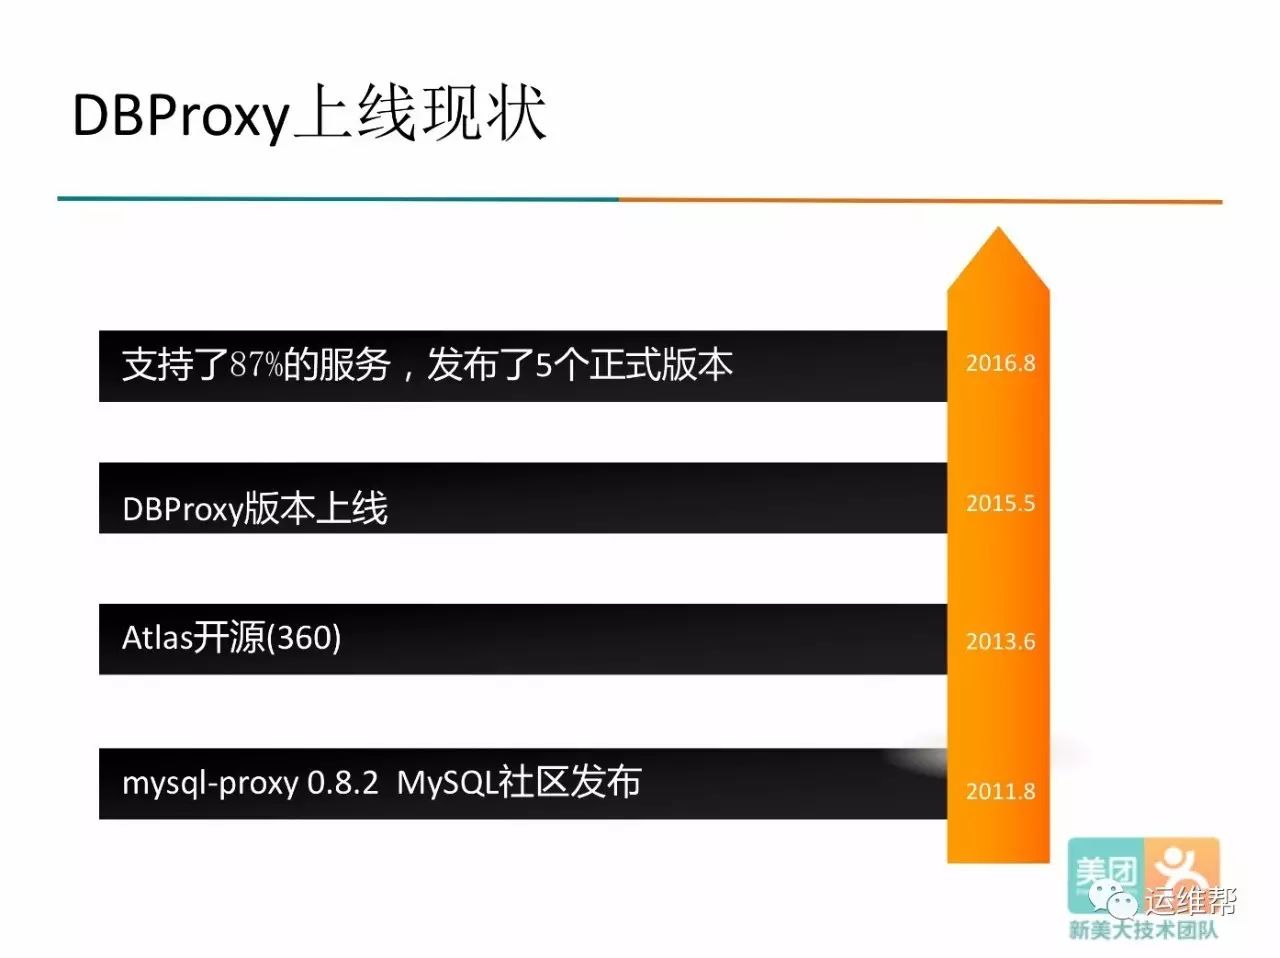 DBProxy上线现状
支持了87%的服务，发布了5个正式版本
2016.8
DBProxy版本上线
2015.5
Atlas开源(360)
2013.6
mysql-proxy 0.8.2  MySQL社区发布
2011.8
美团
运维帮
新美大技术团队